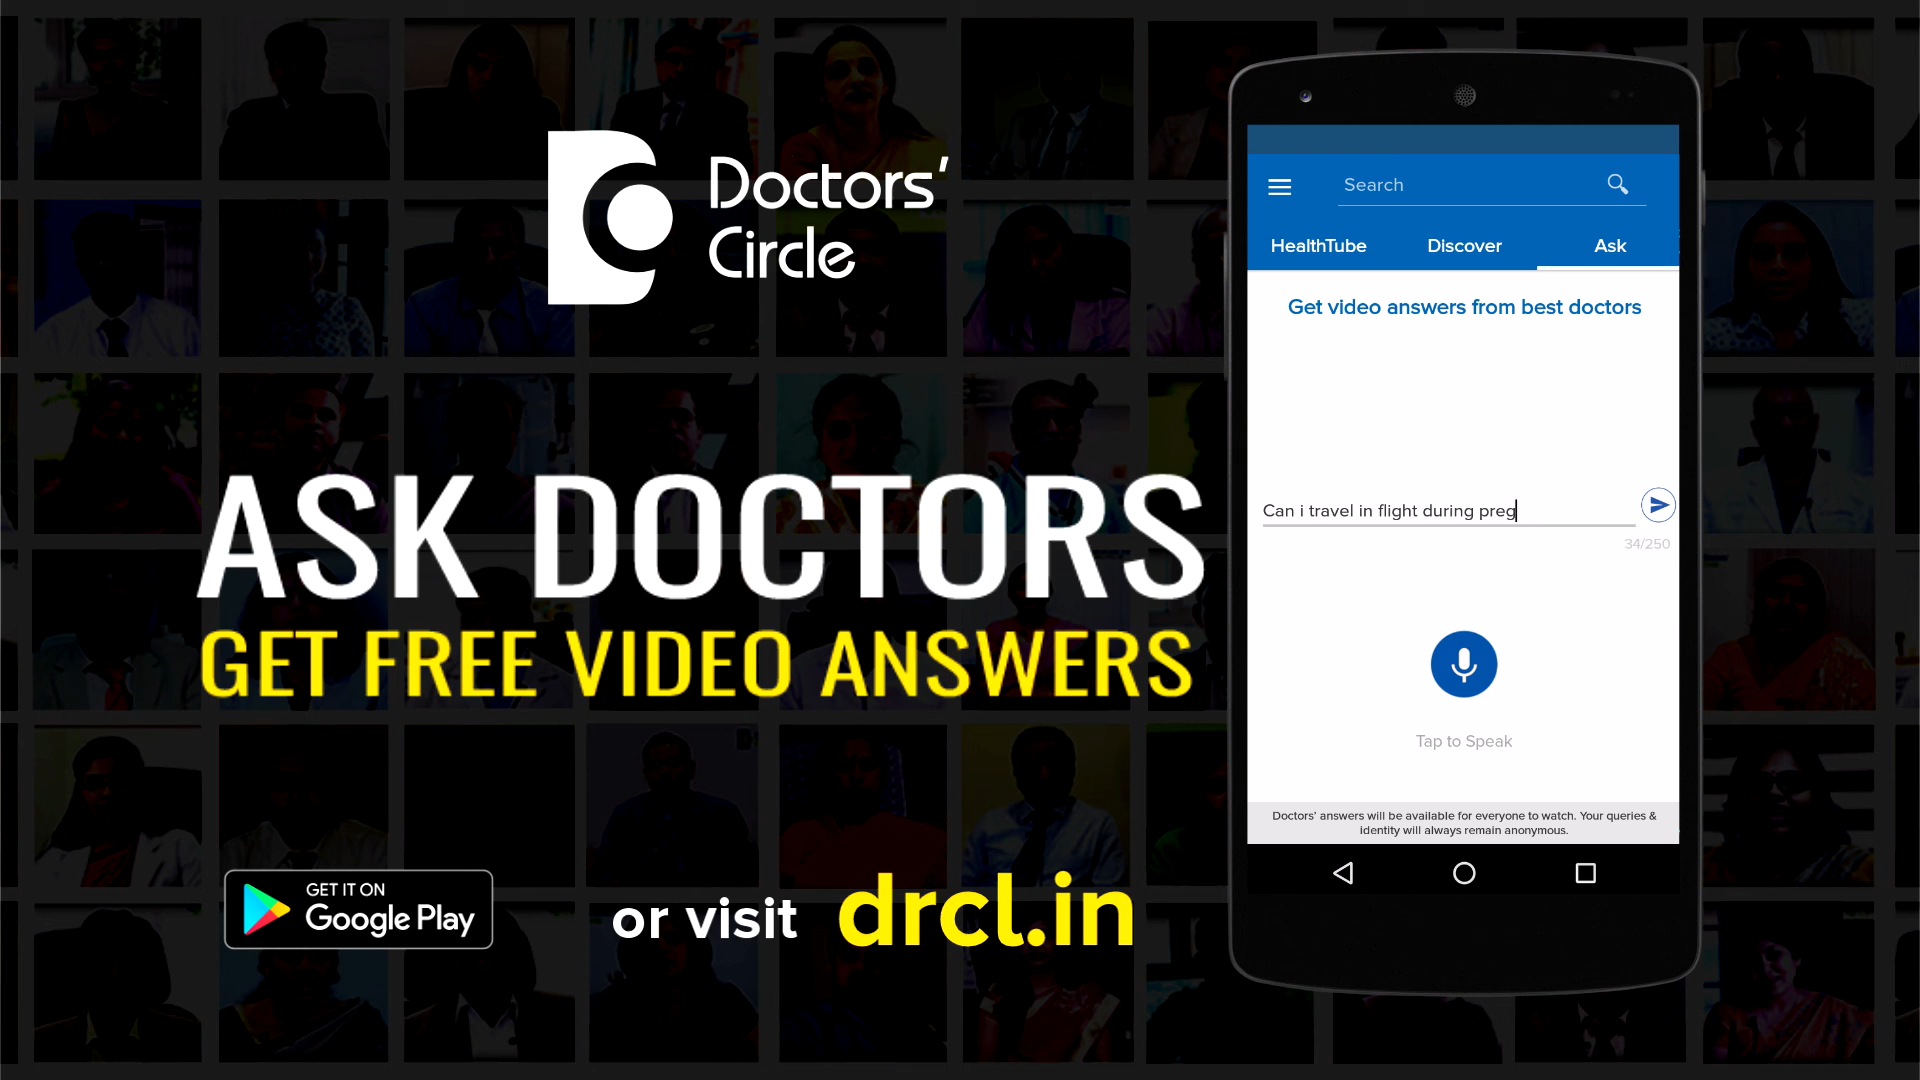 Doctors'
Circle
ASK DOCTORS
GET FREE VIDEO ANSWERS
GET IT ON
Google Play
or visit drcl.in
Search
HealthTube Discover Ask
Get video answers from best doctors
Can i travel in flight during preg
34/250
Tap to Speak
Doctors' answers will be available for everyone to watch. Your queries &
identity will always remain anonymous.